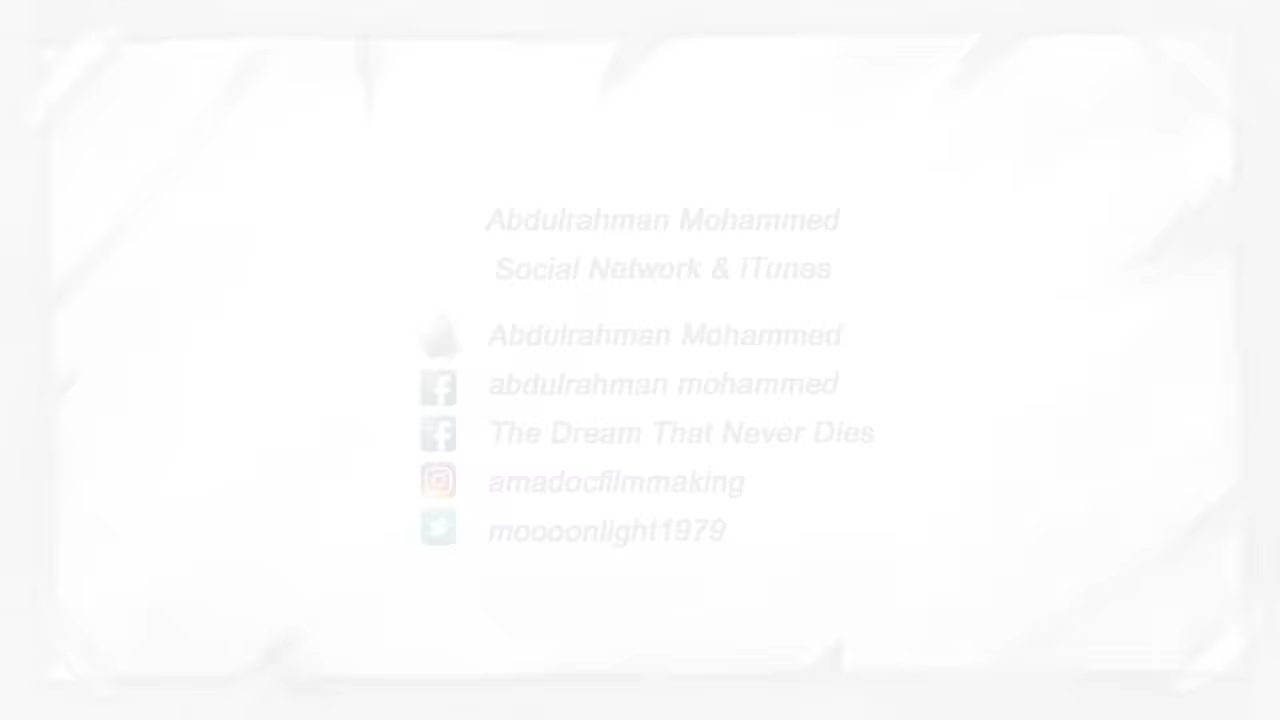 Abdulrahman Mohammed
Social Network & iTunes
Abdulrahman Mohammed
abdulrahman mohammed
The Dream That Never Dies
amadocfilmmaking
moooonlight1979